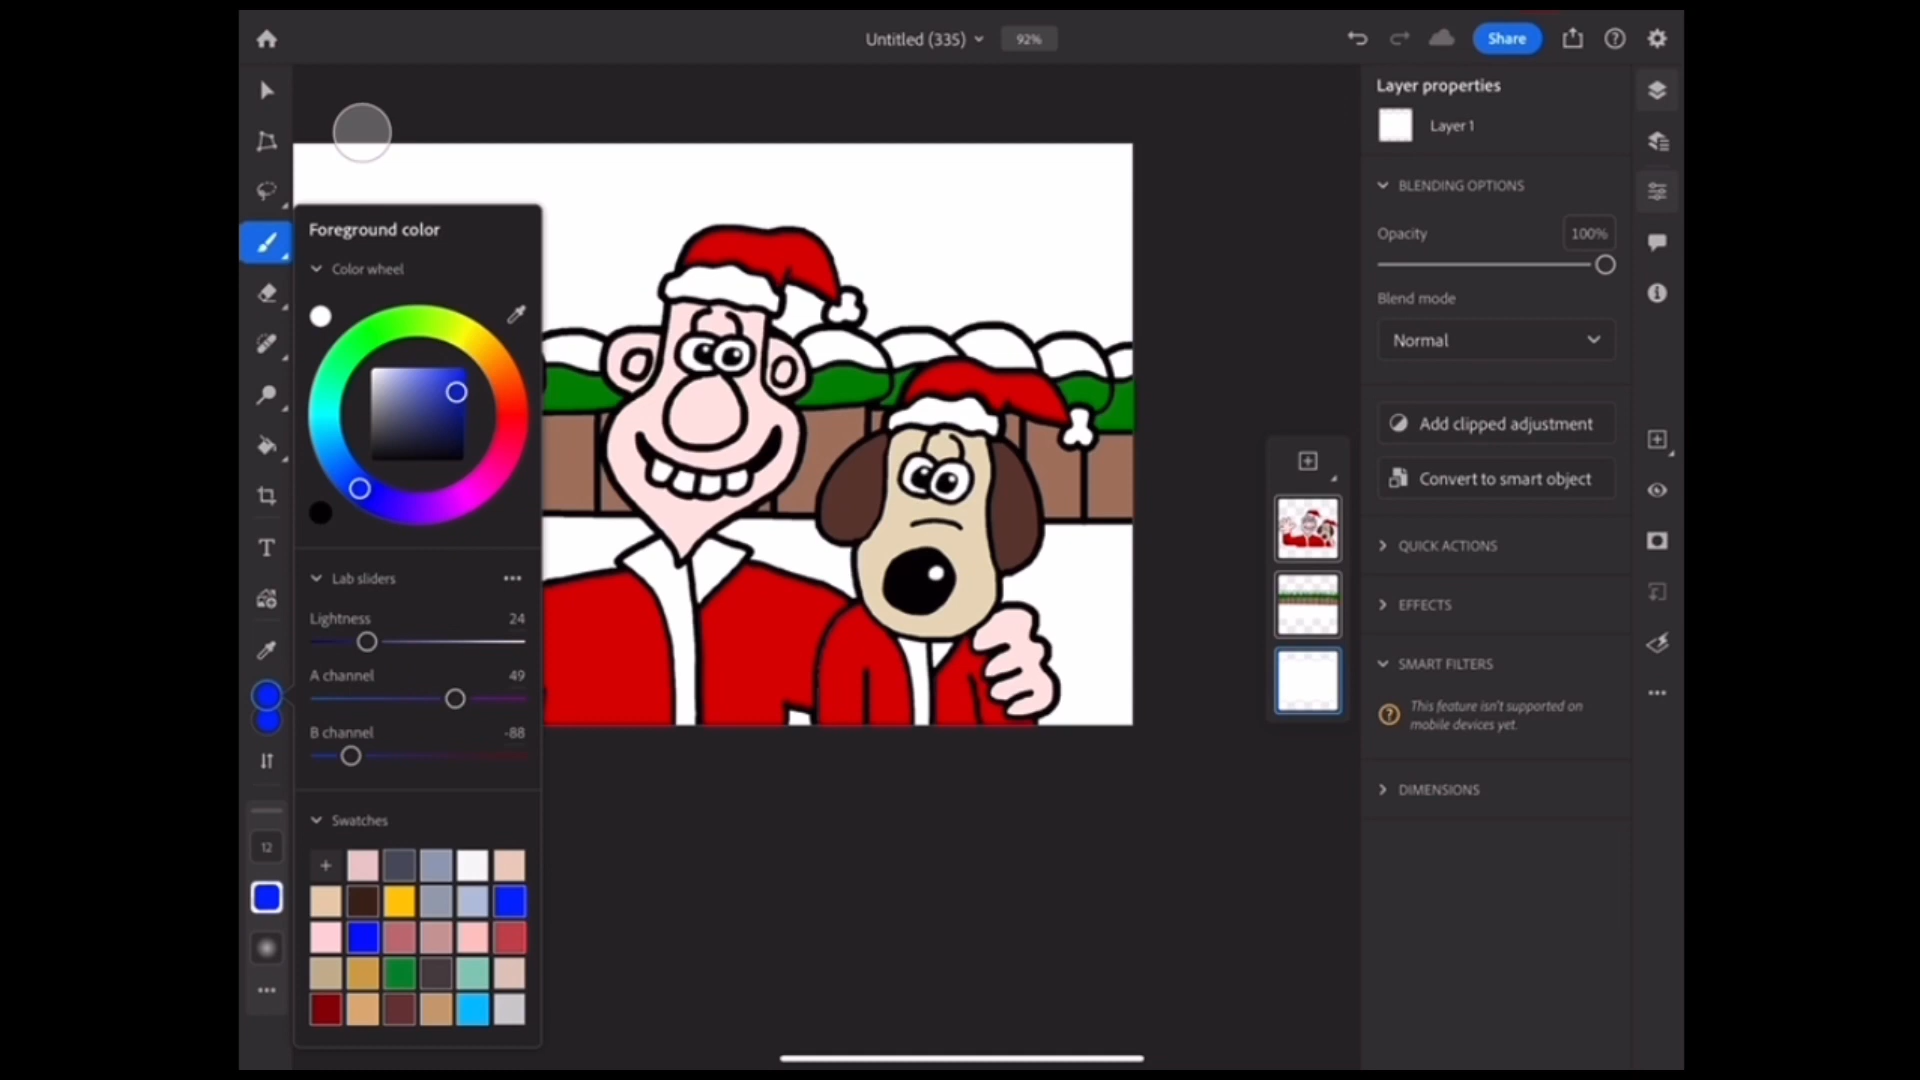 Untitled (335)
92%
Share
Foreground color
Color wheel
Lab sliders
Lightness
24
A channel
49
B channel
-88
Swatches
12
T
Layer properties
Layer 1
BLENDING OPTIONS
Opacity
100%
Blend mode
Normal
Add clipped adjustment
Convert to smart object
QUICK ACTIONS
EFFECTS
SMART FILTERS
This feature isn't supported on
mobile devices yet.
DIMENSIONS